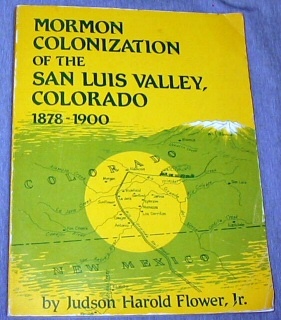 MORMON
COLONIZATION
OF THE
SAN LUIS VALLEY,
COLORADO
1878-1900
COLORADO
NEW MEXICO
by Judson Harold Flower, Jr.